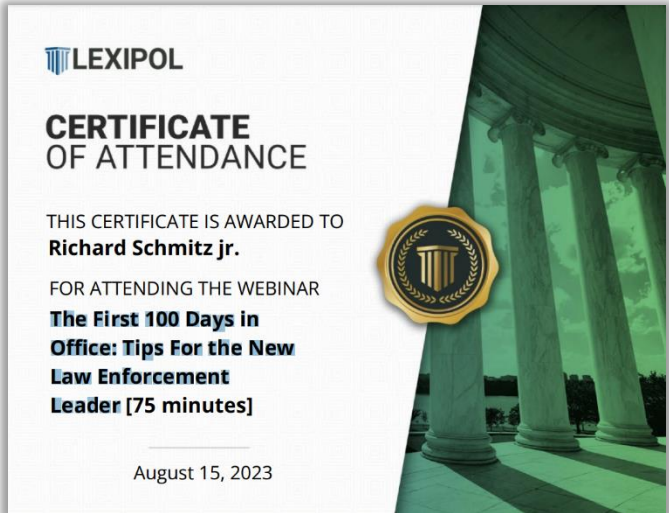 LEXIPOL
CERTIFICATE
OF ATTENDANCE
THIS CERTIFICATE IS AWARDED TO
Richard Schmitz jr.
FOR ATTENDING THE WEBINAR
The First 100 Days in
Office: Tips For the New
Law Enforcement
Leader [75 minutes]
August 15, 2023